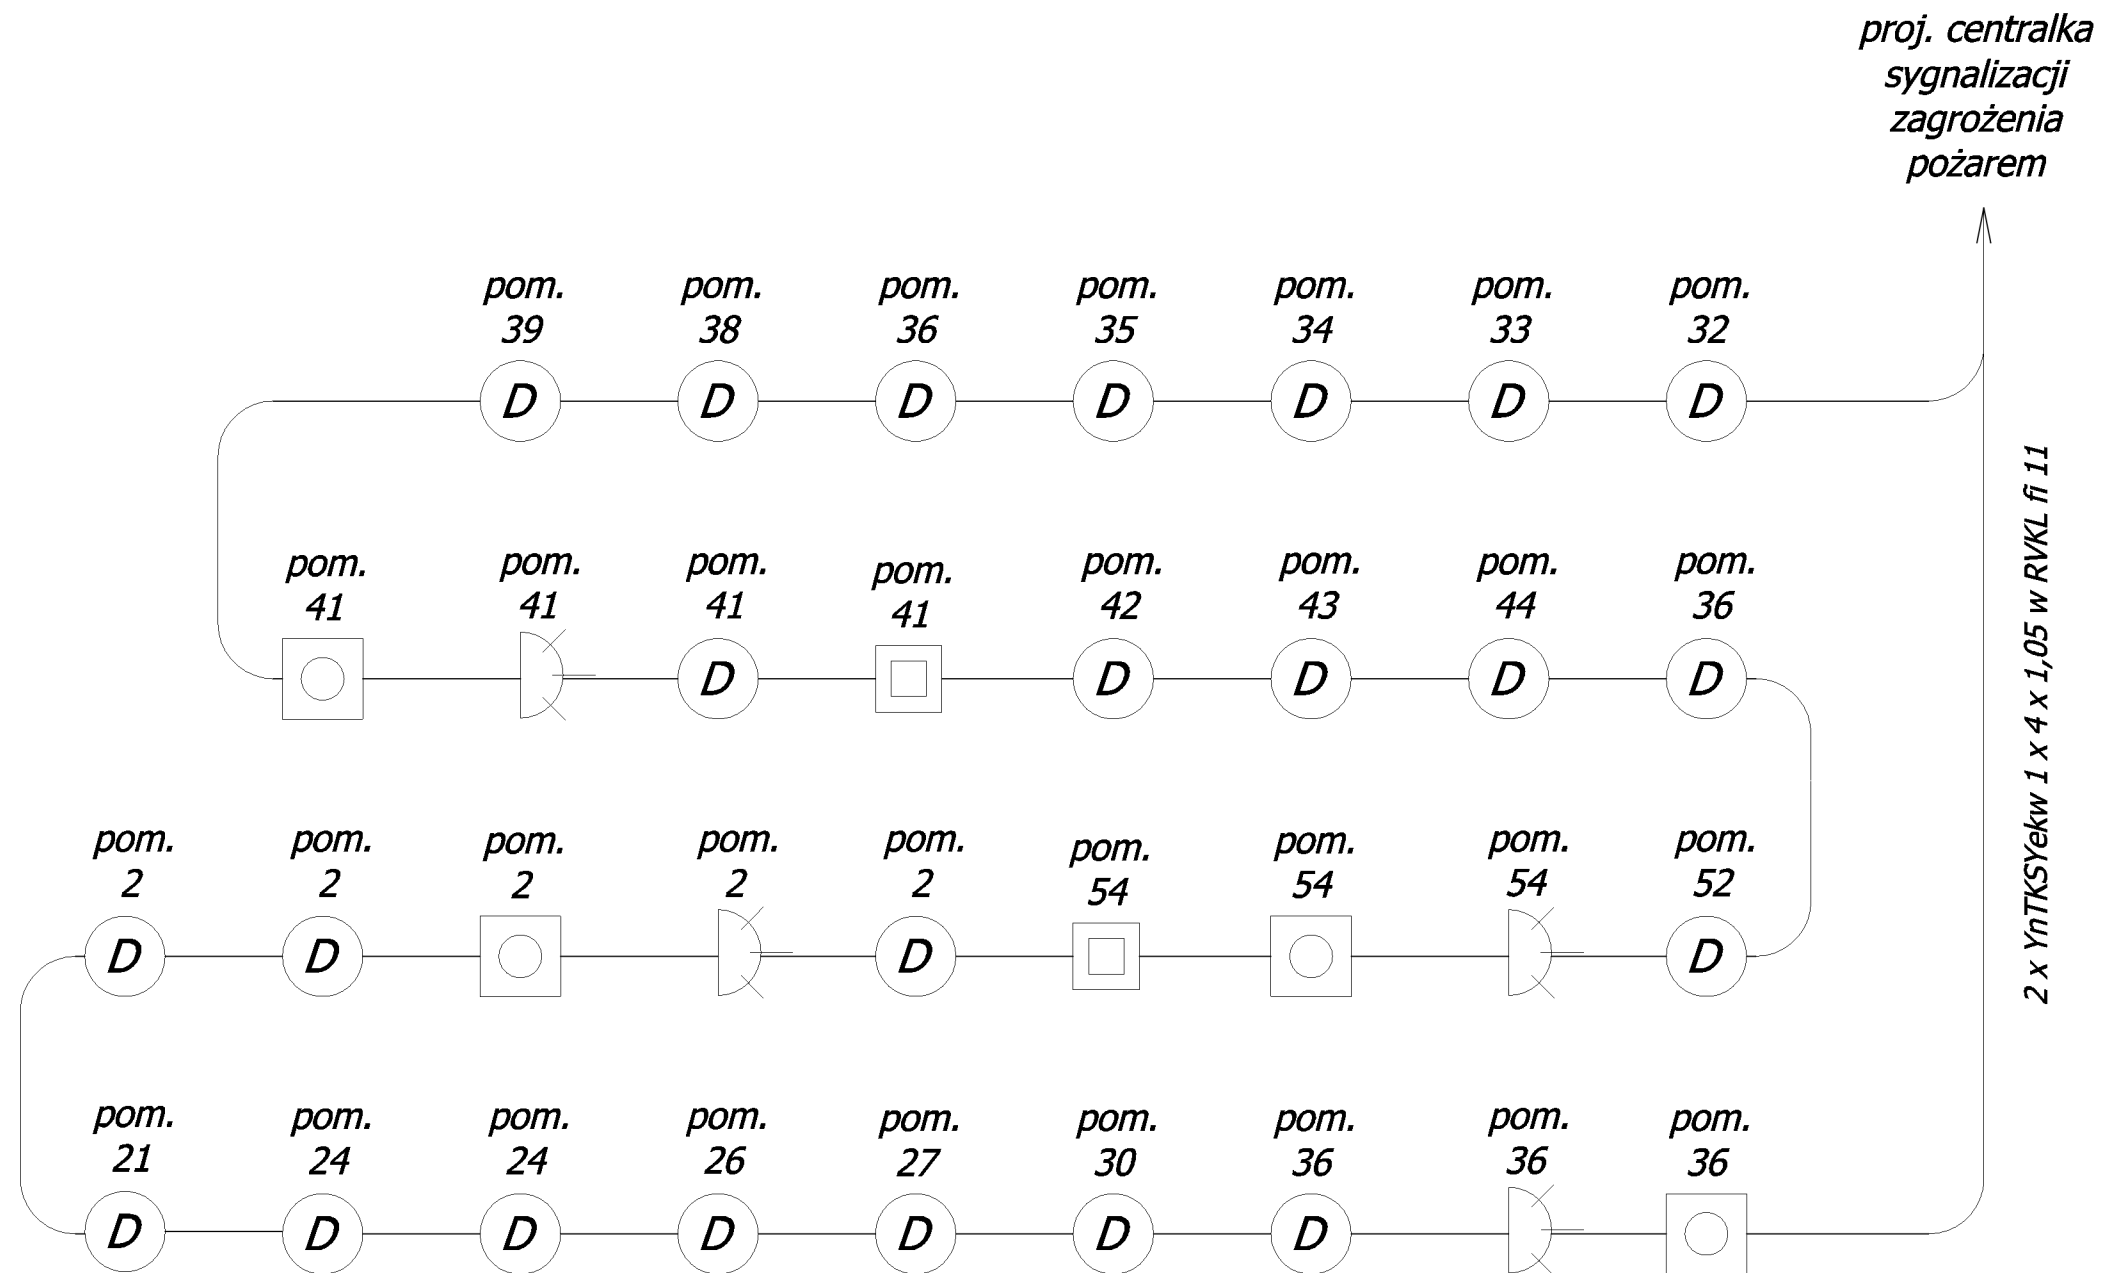 proj. centralka
sygnalizacji
zagrożenia
pożarem
pom. pom. pom. pom. pom. pom. pom.
39 38 36 35 34 33 32
D D D D D D D
pom. pom. pom. pom. pom. pom. pom. pom.
41 41 41 41 42 43 44 36
D D D D D
pom. pom. pom. pom. pom. pom. pom. pom. pom.
2 2 2 2 2 54 54 54 52
D D D D
pom. pom. pom. pom. pom. pom. pom. pom. pom.
21 24 24 26 27 30 36 36 36
D D D D D D D
2 x YnTKSYekw 1 x 4 x 1,05 w RVKL fi 11